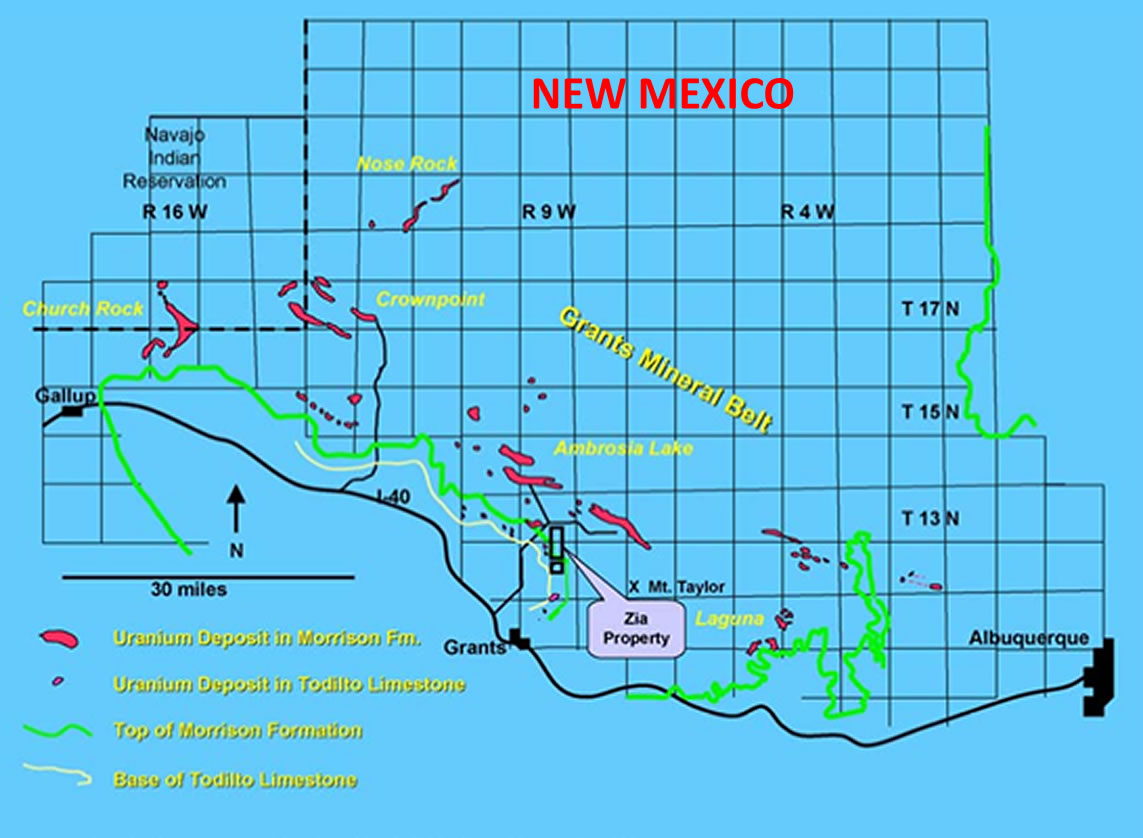 NEW MEXICO
Navajo
Indian
Reservation
Nose Rock
R 16 W
R 9 W
R 4 W
Church Rock
Crownpoint
T 17 N
Grants Mineral Belt
Gallup
T 15 N
Ambrosia Lake
I-40
T 13 N
N
30 miles
X Mt. Taylor
Zia
Property
Laguna
Grants
Albuquerque
Uranium Deposit in Morrison Fm.
Uranium Deposit in Todilto Limestone
Top of Morrison Formation
Base of Todilto Limestone